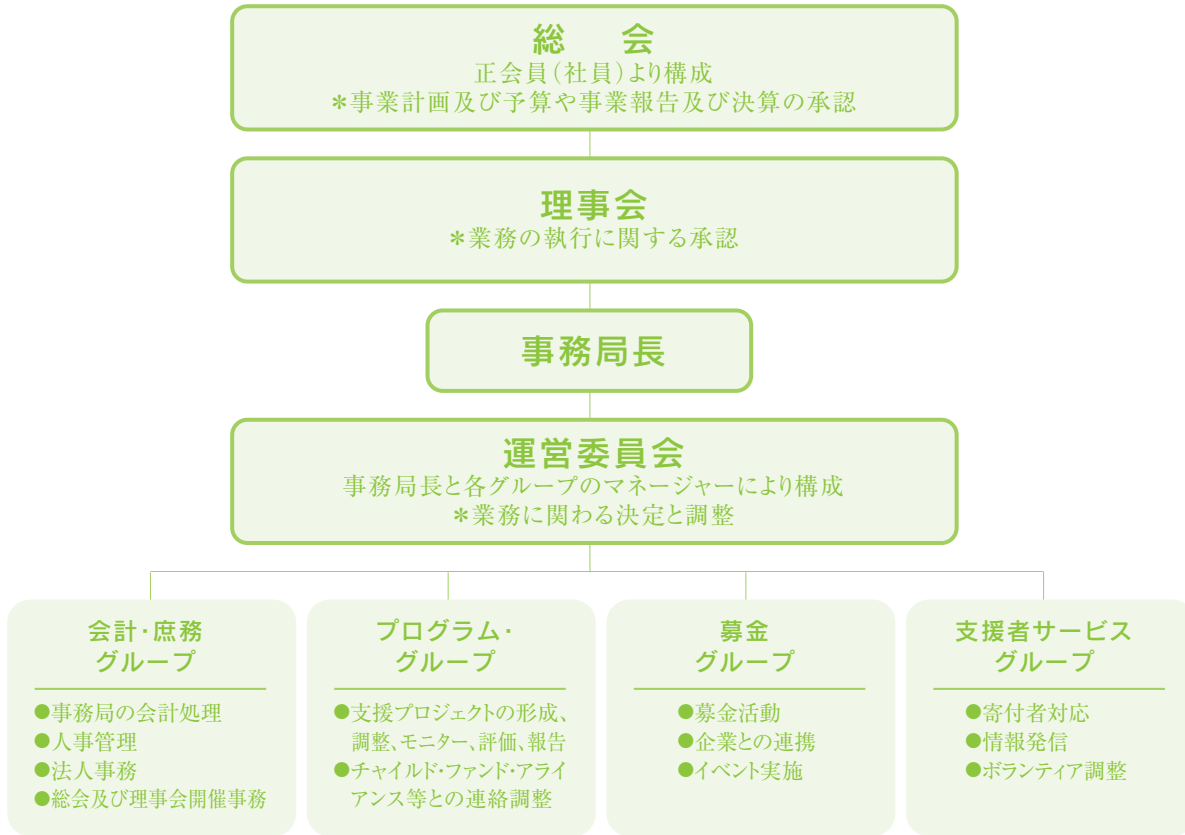 総　会
正会員（社員）より構成
＊事業計画及び予算や事業報告及び決算の承認
理事会
＊業務の執行に関する承認
事務局長
運営委員会
事務局長と各グループのマネージャーにより構成
＊業務に関わる決定と調整
会計・庶務
グループ
●事務局の会計処理
●人事管理
●法人事務
●総会及び理事会開催事務
プログラム・
グループ
●支援プロジェクトの形成、
調整、モニター、評価、報告
●チャイルド・ファンド・アライ
アンス等との連絡調整
募金
グループ
●募金活動
●企業との連携
●イベント実施
支援者サービス
グループ
●寄付者対応
●情報発信
●ボランティア調整